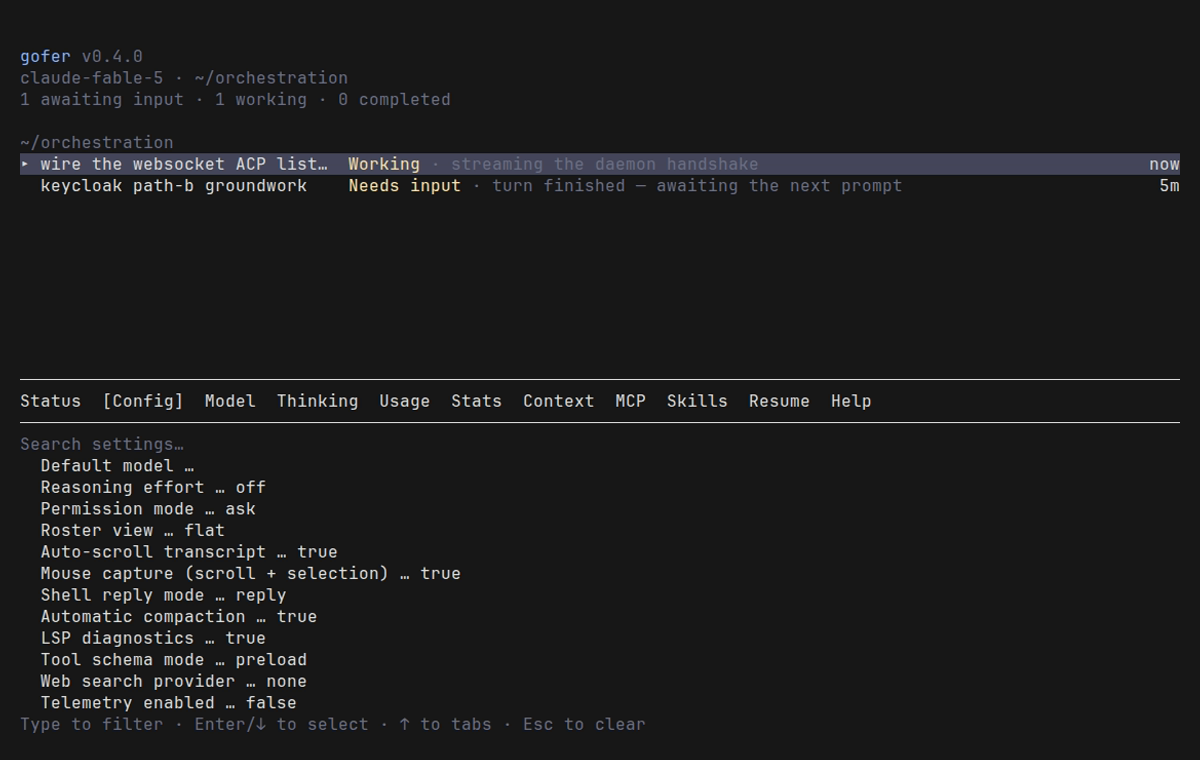 gofer v0.4.0
claude-fable-5 · ~/orchestration
1 awaiting input · 1 working · 0 completed
~/orchestration
▸ wire the websocket ACP list… Working · streaming the daemon handshake now
keycloak path-b groundwork Needs input · turn finished — awaiting the next prompt 5m
Status [Config] Model Thinking Usage Stats Context MCP Skills Resume Help
Search settings…
Default model …
Reasoning effort … off
Permission mode … ask
Roster view … flat
Auto-scroll transcript … true
Mouse capture (scroll + selection) … true
Shell reply mode … reply
Automatic compaction … true
LSP diagnostics … true
Tool schema mode … preload
Web search provider … none
Telemetry enabled … false
Type to filter · Enter/↓ to select · ↑ to tabs · Esc to clear